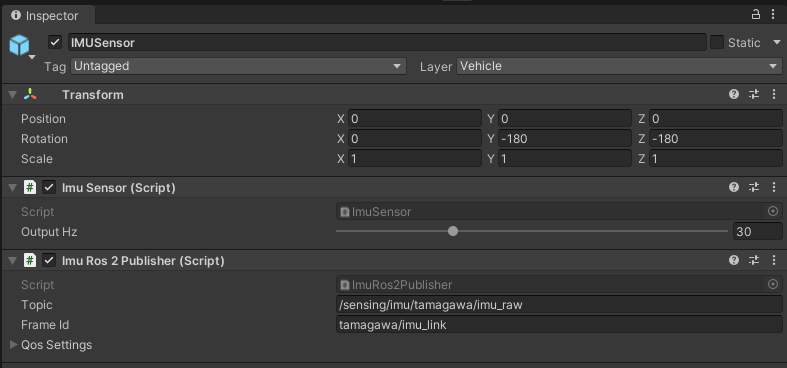 Inspector
IMUSensor Static
Tag Untagged Layer Vehicle
Transform
Position X 0 Y 0 Z 0
Rotation X 0 Y -180 Z -180
Scale X 1 Y 1 Z 1
# Imu Sensor (Script)
Script ImuSensor
Output Hz 30
# Imu Ros 2 Publisher (Script)
Script ImuRos2Publisher
Topic /sensing/imu/tamagawa/imu_raw
Frame Id tamagawa/imu_link
Qos Settings